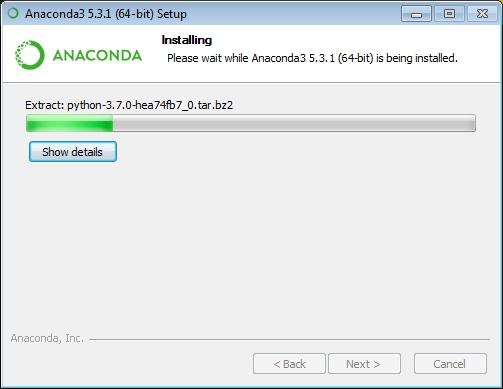 Anaconda3 5.3.1 (64-bit) Setup
Installing
Please wait while Anaconda3 5.3.1 (64-bit) is being installed.
ANACONDA
Extract: python-3.7.0-hea74fb7_0.tar.bz2
Show details
Anaconda, Inc.
< Back
Next >
Cancel